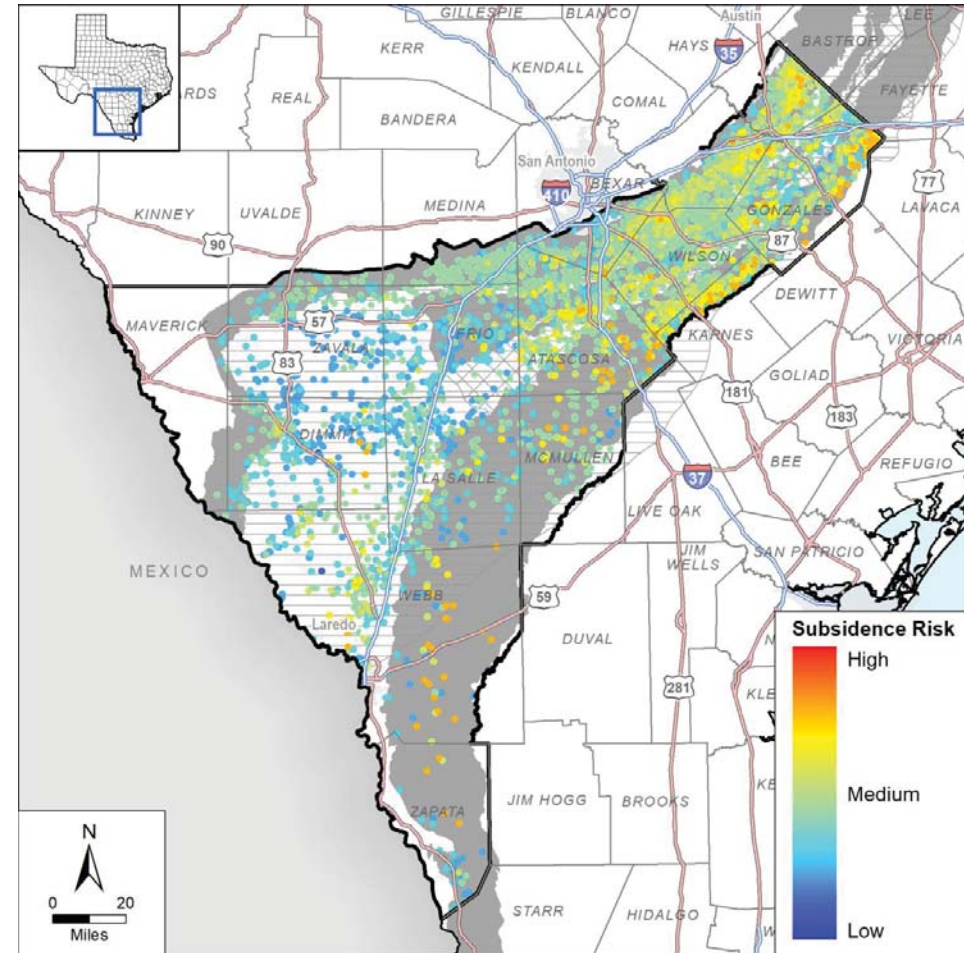 GILLESPIE
BLANCO
Austin
LEE
BASTROP
KERR
HAYS
35
KENDALL
FAYETTE
ARDS
REAL
COMAL
BANDERA
San Antonio
77
410
BEXAR
LAVACA
KINNEY
UVALDE
MEDINA
GONZALES
90
87
WILSON
DEWITT
MAVERICK
57
FRIO
KARNES
ZAVALA
VICTORIA
83
ATASCOSA
GOLIAD
181
183
DIMMIT
BEE
MCMULLEN
REFUGIO
LA SALLE
37
LIVE OAK
SAN PATRICIO
JIM
WELLS
MEXICO
WEBB
59
Laredo
DUVAL
281
ZAPATA
JIM HOGG
BROOKS
STARR
HIDALGO
N
0 20
Miles
Subsidence Risk
High
Medium
Low